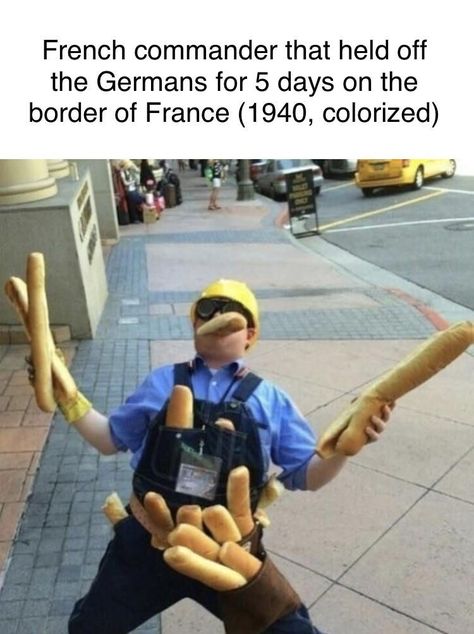 French commander that held off
the Germans for 5 days on the
border of France (1940, colorized)